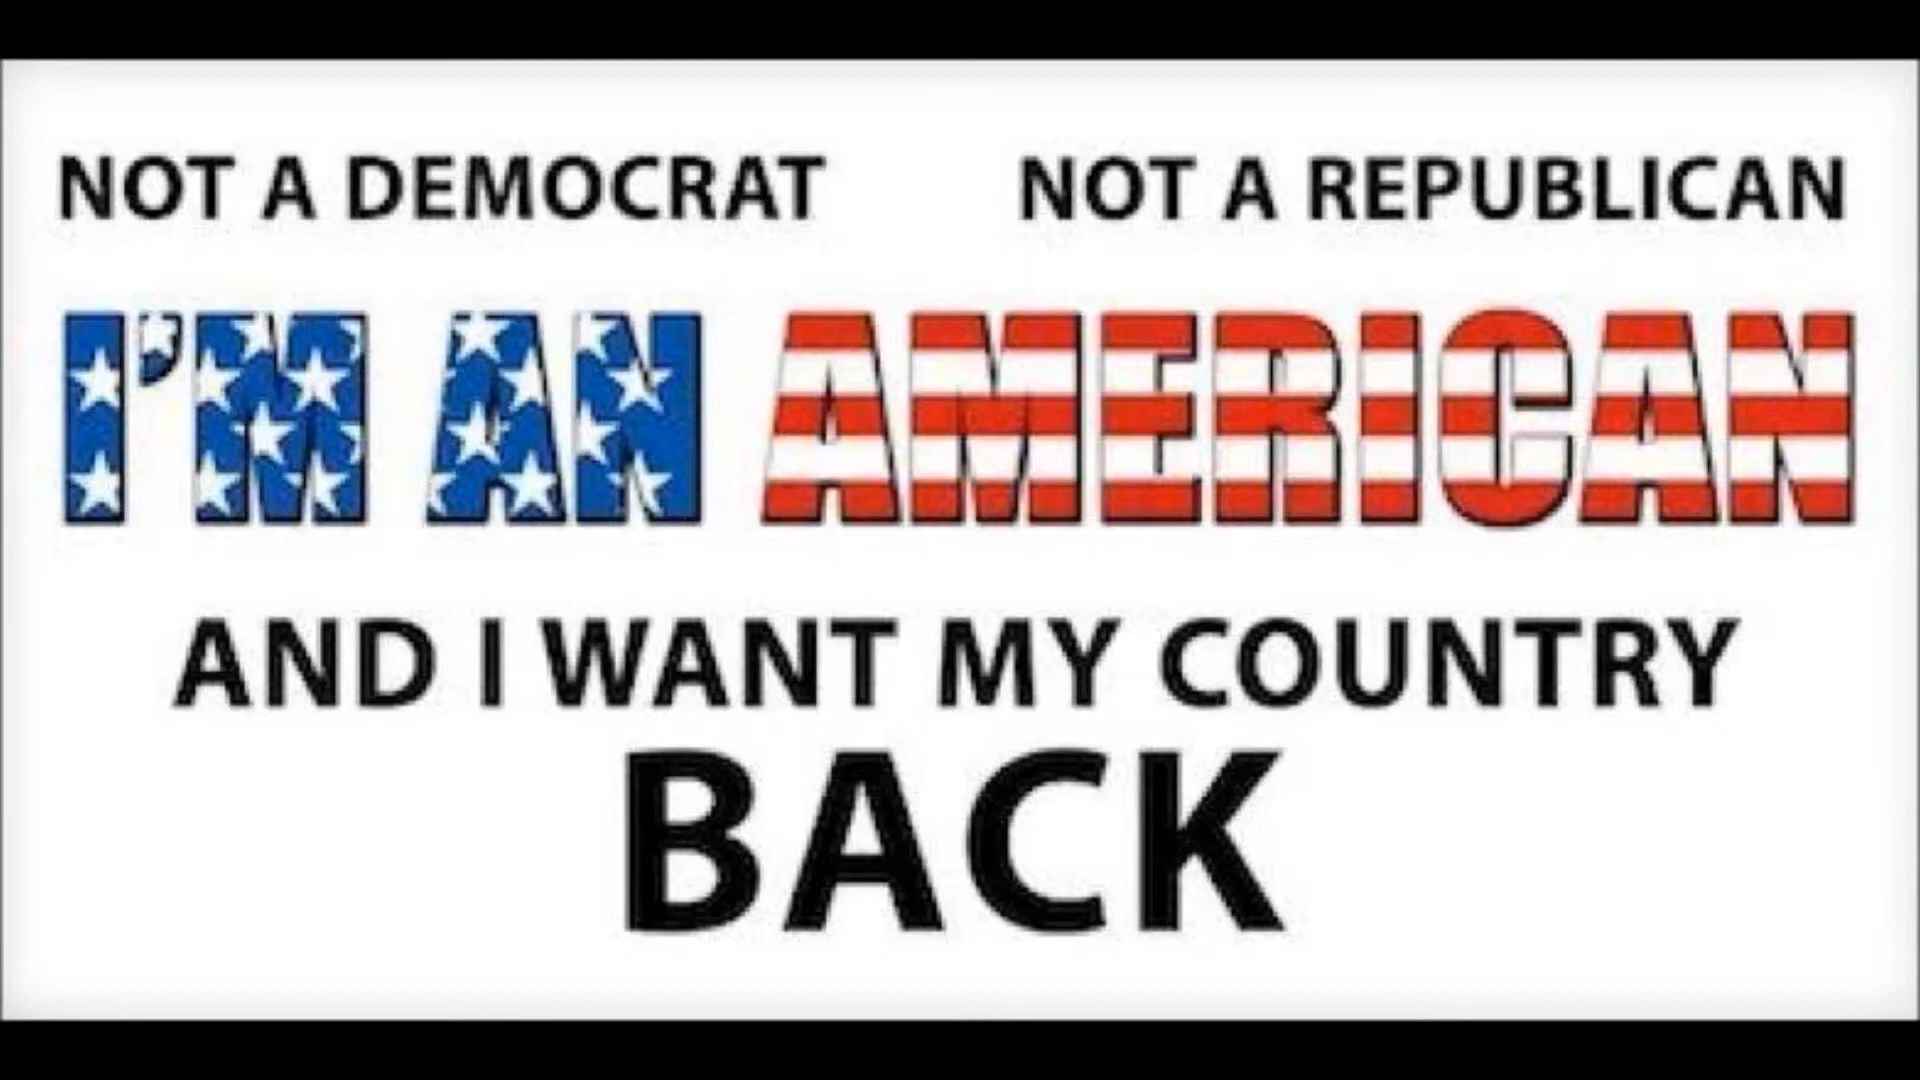 NOT A DEMOCRAT NOT A REPUBLICAN
I'M AN AMERICAN
AND I WANT MY COUNTRY
BACK